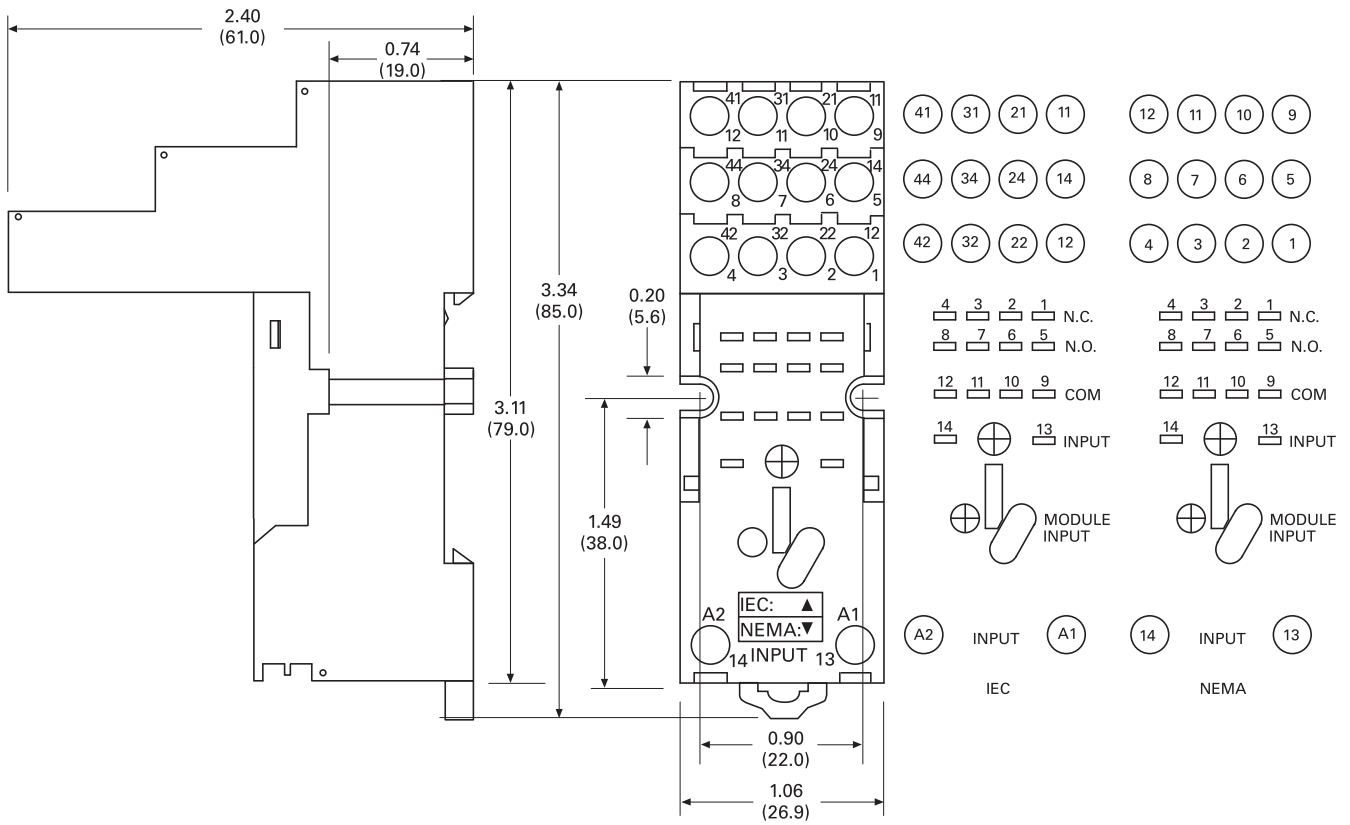 2.40
(61.0)
0.74
(19.0)
3.34
(85.0)
3.11
(79.0)
0.20
(5.6)
1.49
(38.0)
41 31 21 11
12 11 10 9
44 34 24 14
8 7 6 5
42 32 22 12
4 3 2 1
IEC: ▲
NEMA: ▼
A2 A1
14 INPUT 13
0.90
(22.0)
1.06
(26.9)
41 31 21 11
44 34 24 14
42 32 22 12
4 3 2 1 N.C.
8 7 6 5 N.O.
12 11 10 9 COM
14 13 INPUT
MODULE
INPUT
A2 INPUT A1
IEC
12 11 10 9
8 7 6 5
4 3 2 1
4 3 2 1 N.C.
8 7 6 5 N.O.
12 11 10 9 COM
14 13 INPUT
MODULE
INPUT
14 INPUT 13
NEMA